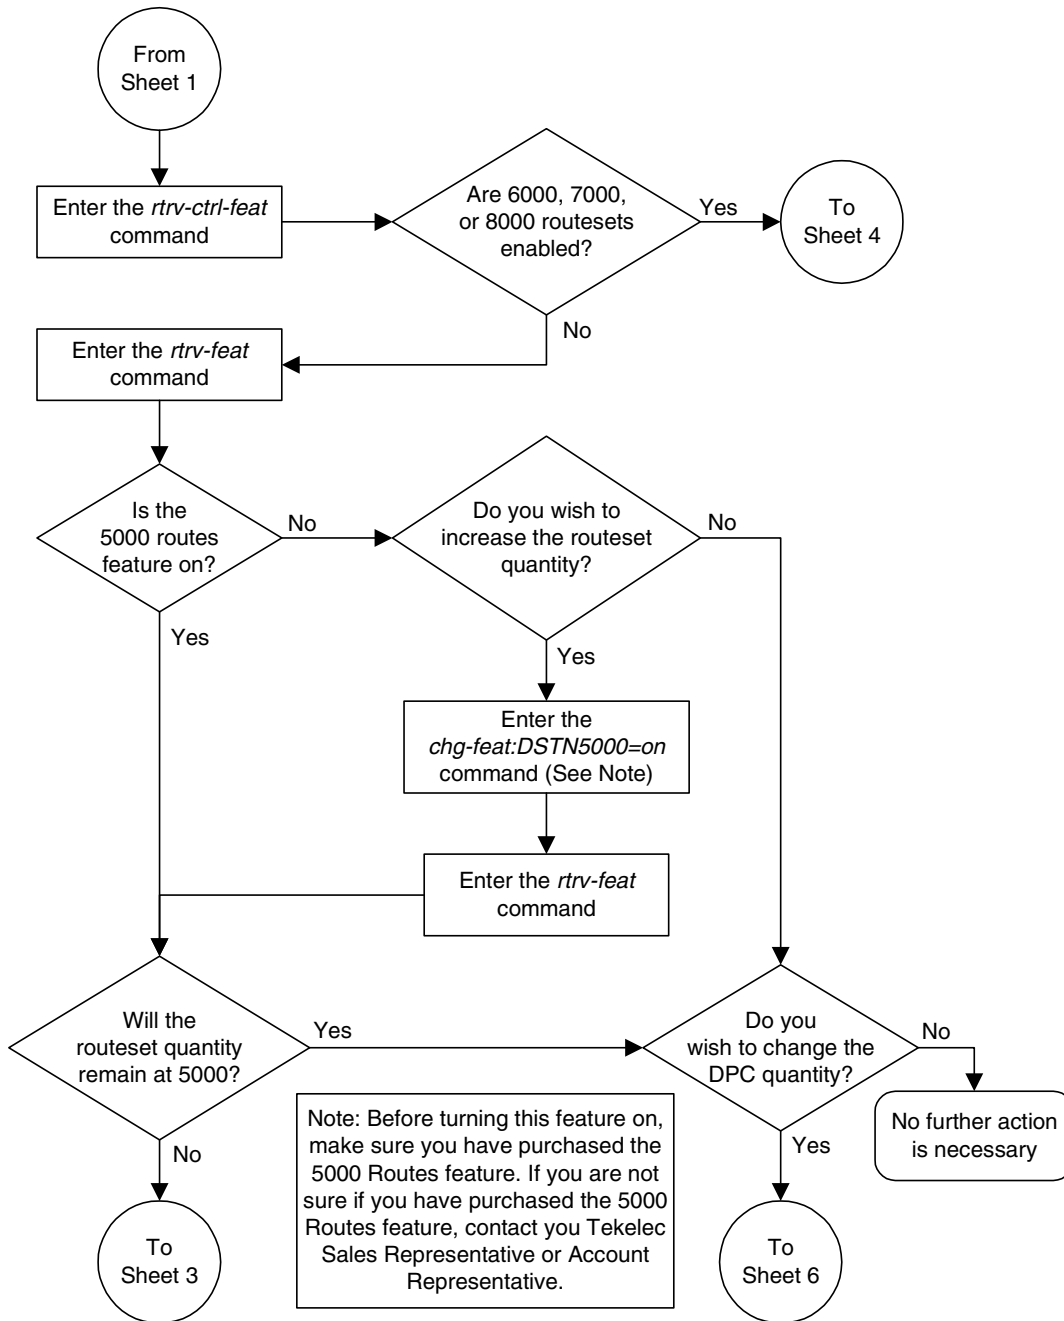 From
Sheet 1
Enter the rtrv-ctrl-feat
command
Are 6000, 7000,
or 8000 routesets
enabled?
Yes
To
Sheet 4
No
Enter the rtrv-feat
command
Is the
5000 routes
feature on?
No
Do you wish to
increase the routeset
quantity?
No
Yes
Yes
Enter the
chg-feat:DSTN5000=on
command (See Note)
Enter the rtrv-feat
command
Will the
routeset quantity
remain at 5000?
Yes
Do you
wish to change the
DPC quantity?
No
No further action
is necessary
Note: Before turning this feature on,
make sure you have purchased the
5000 Routes feature. If you are not
sure if you have purchased the 5000
Routes feature, contact you Tekelec
Sales Representative or Account
Representative.
No
Yes
To
Sheet 3
To
Sheet 6